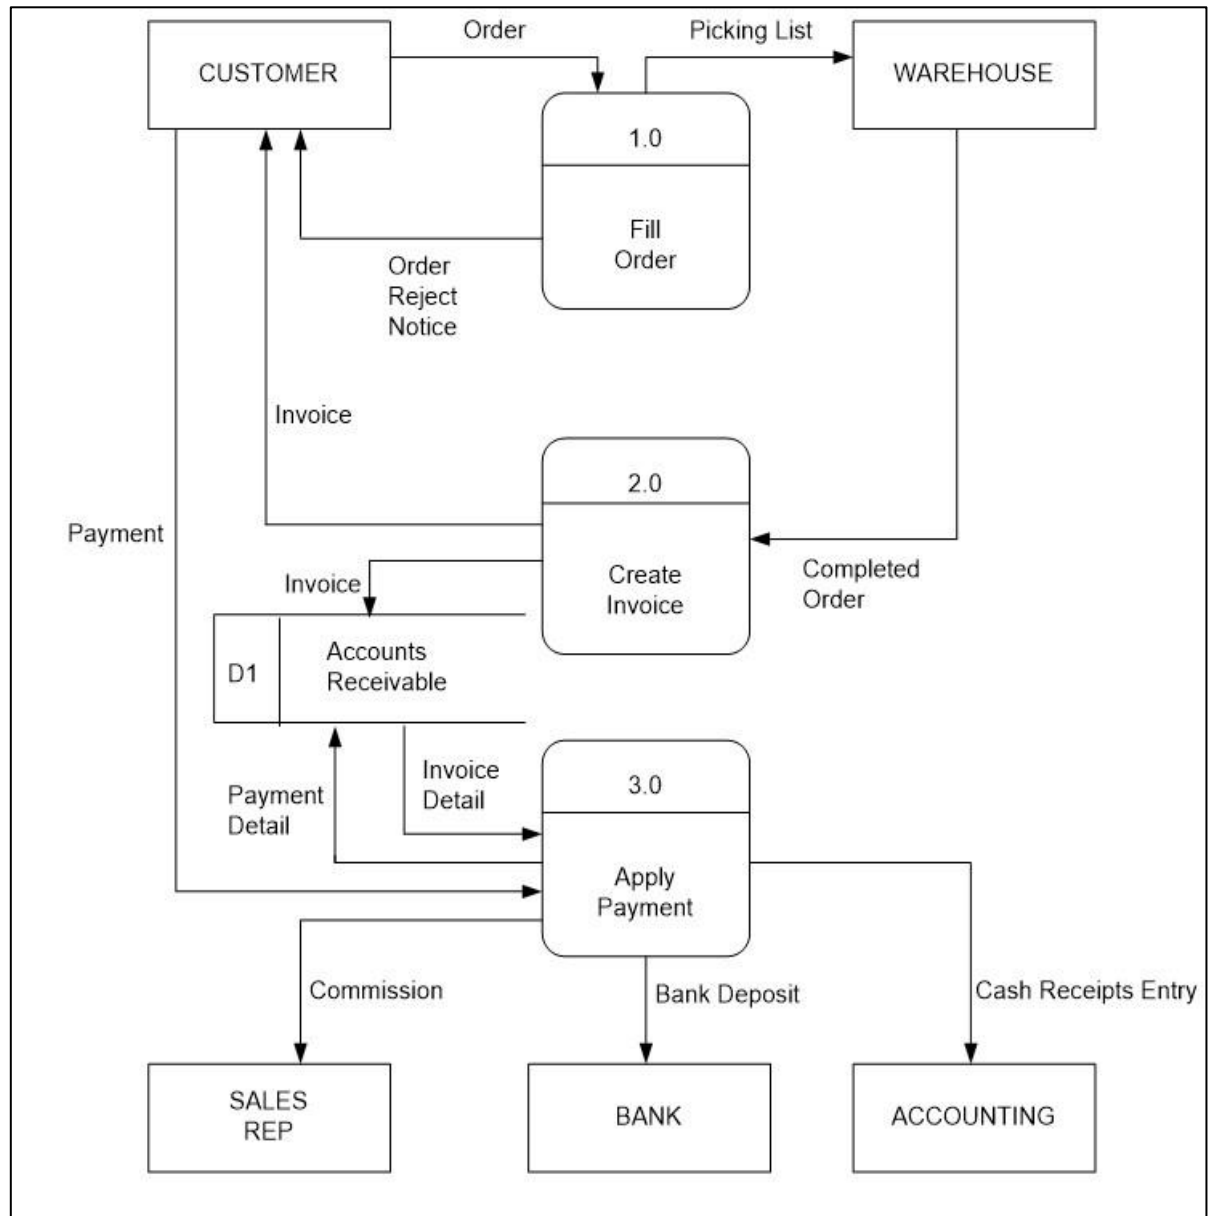 Order
Picking List
CUSTOMER
WAREHOUSE
1.0
Fill
Order
Order
Reject
Notice
Invoice
2.0
Payment
Create
Invoice
Completed
Order
Invoice
D1
Accounts
Receivable
Invoice
Detail
3.0
Payment
Detail
Apply
Payment
Commission
Bank Deposit
Cash Receipts Entry
SALES
REP
BANK
ACCOUNTING